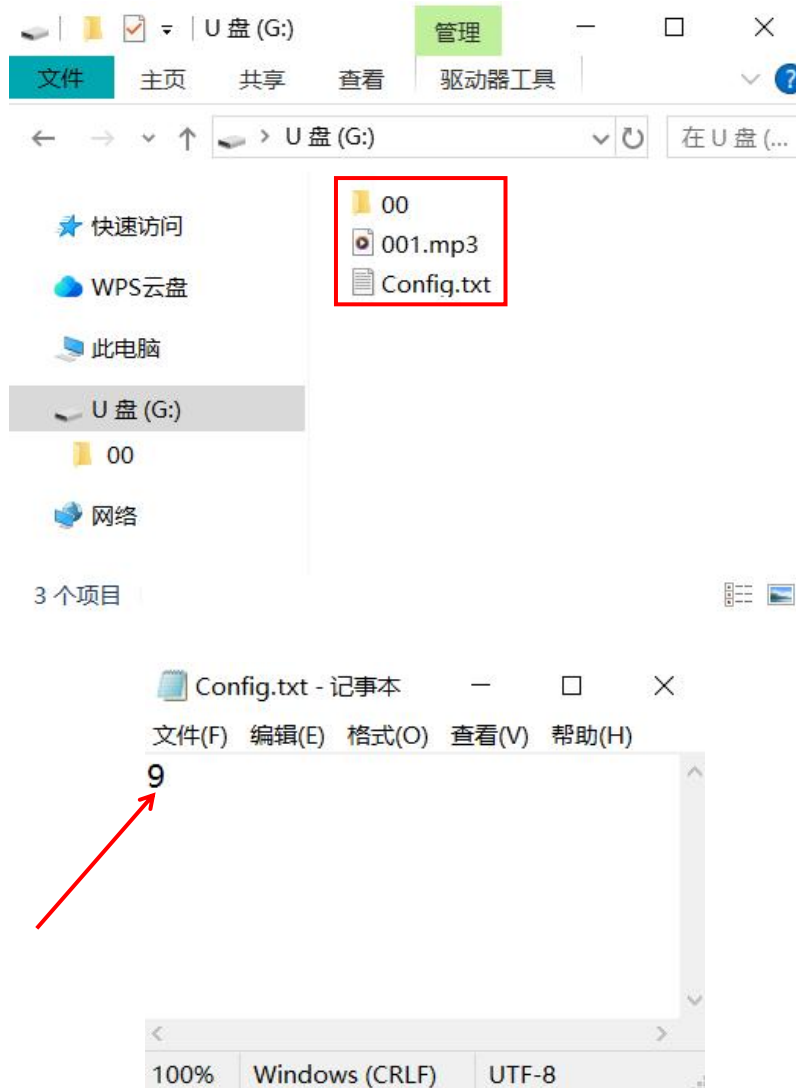 U 盘 (G:)
管理
文件 主页 共享 查看 驱动器工具
U 盘 (G:)
在 U 盘 (...
快速访问
WPS云盘
此电脑
U 盘 (G:)
00
网络
00
001.mp3
Config.txt
3 个项目
Config.txt - 记事本
文件(F) 编辑(E) 格式(O) 查看(V) 帮助(H)
9
100% Windows (CRLF) UTF-8